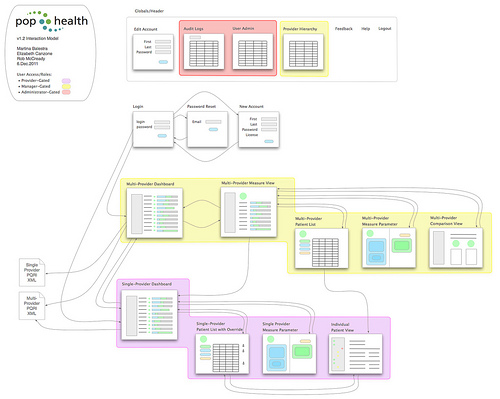 pop health
v1.2 Interaction Model
Martina Balestra
Elizabeth Canzone
Rob McCready
6.Dec.2011
User Access/Roles:
Provider-Gated
Manager-Gated
Administrator-Gated
Globals/Header
Edit Account
Audit Logs
User Admin
Provider Hierarchy
Feedback
Help
Logout
First
Last
Password
Email
Login
Password Reset
New Account
login
password
Email
First
Last
Password
License
Multi-Provider Dashboard
Multi-Provider Measure View
Multi-Provider
Patient List
Multi-Provider
Measure Parameter
Multi-Provider
Comparison View
Single
Provider
PQRI
XML
Multi-
Provider
PQRI
XML
Single-Provider Dashboard
Single-Provider
Patient List with Override
Single Provider
Measure Parameter
Individual
Patient View